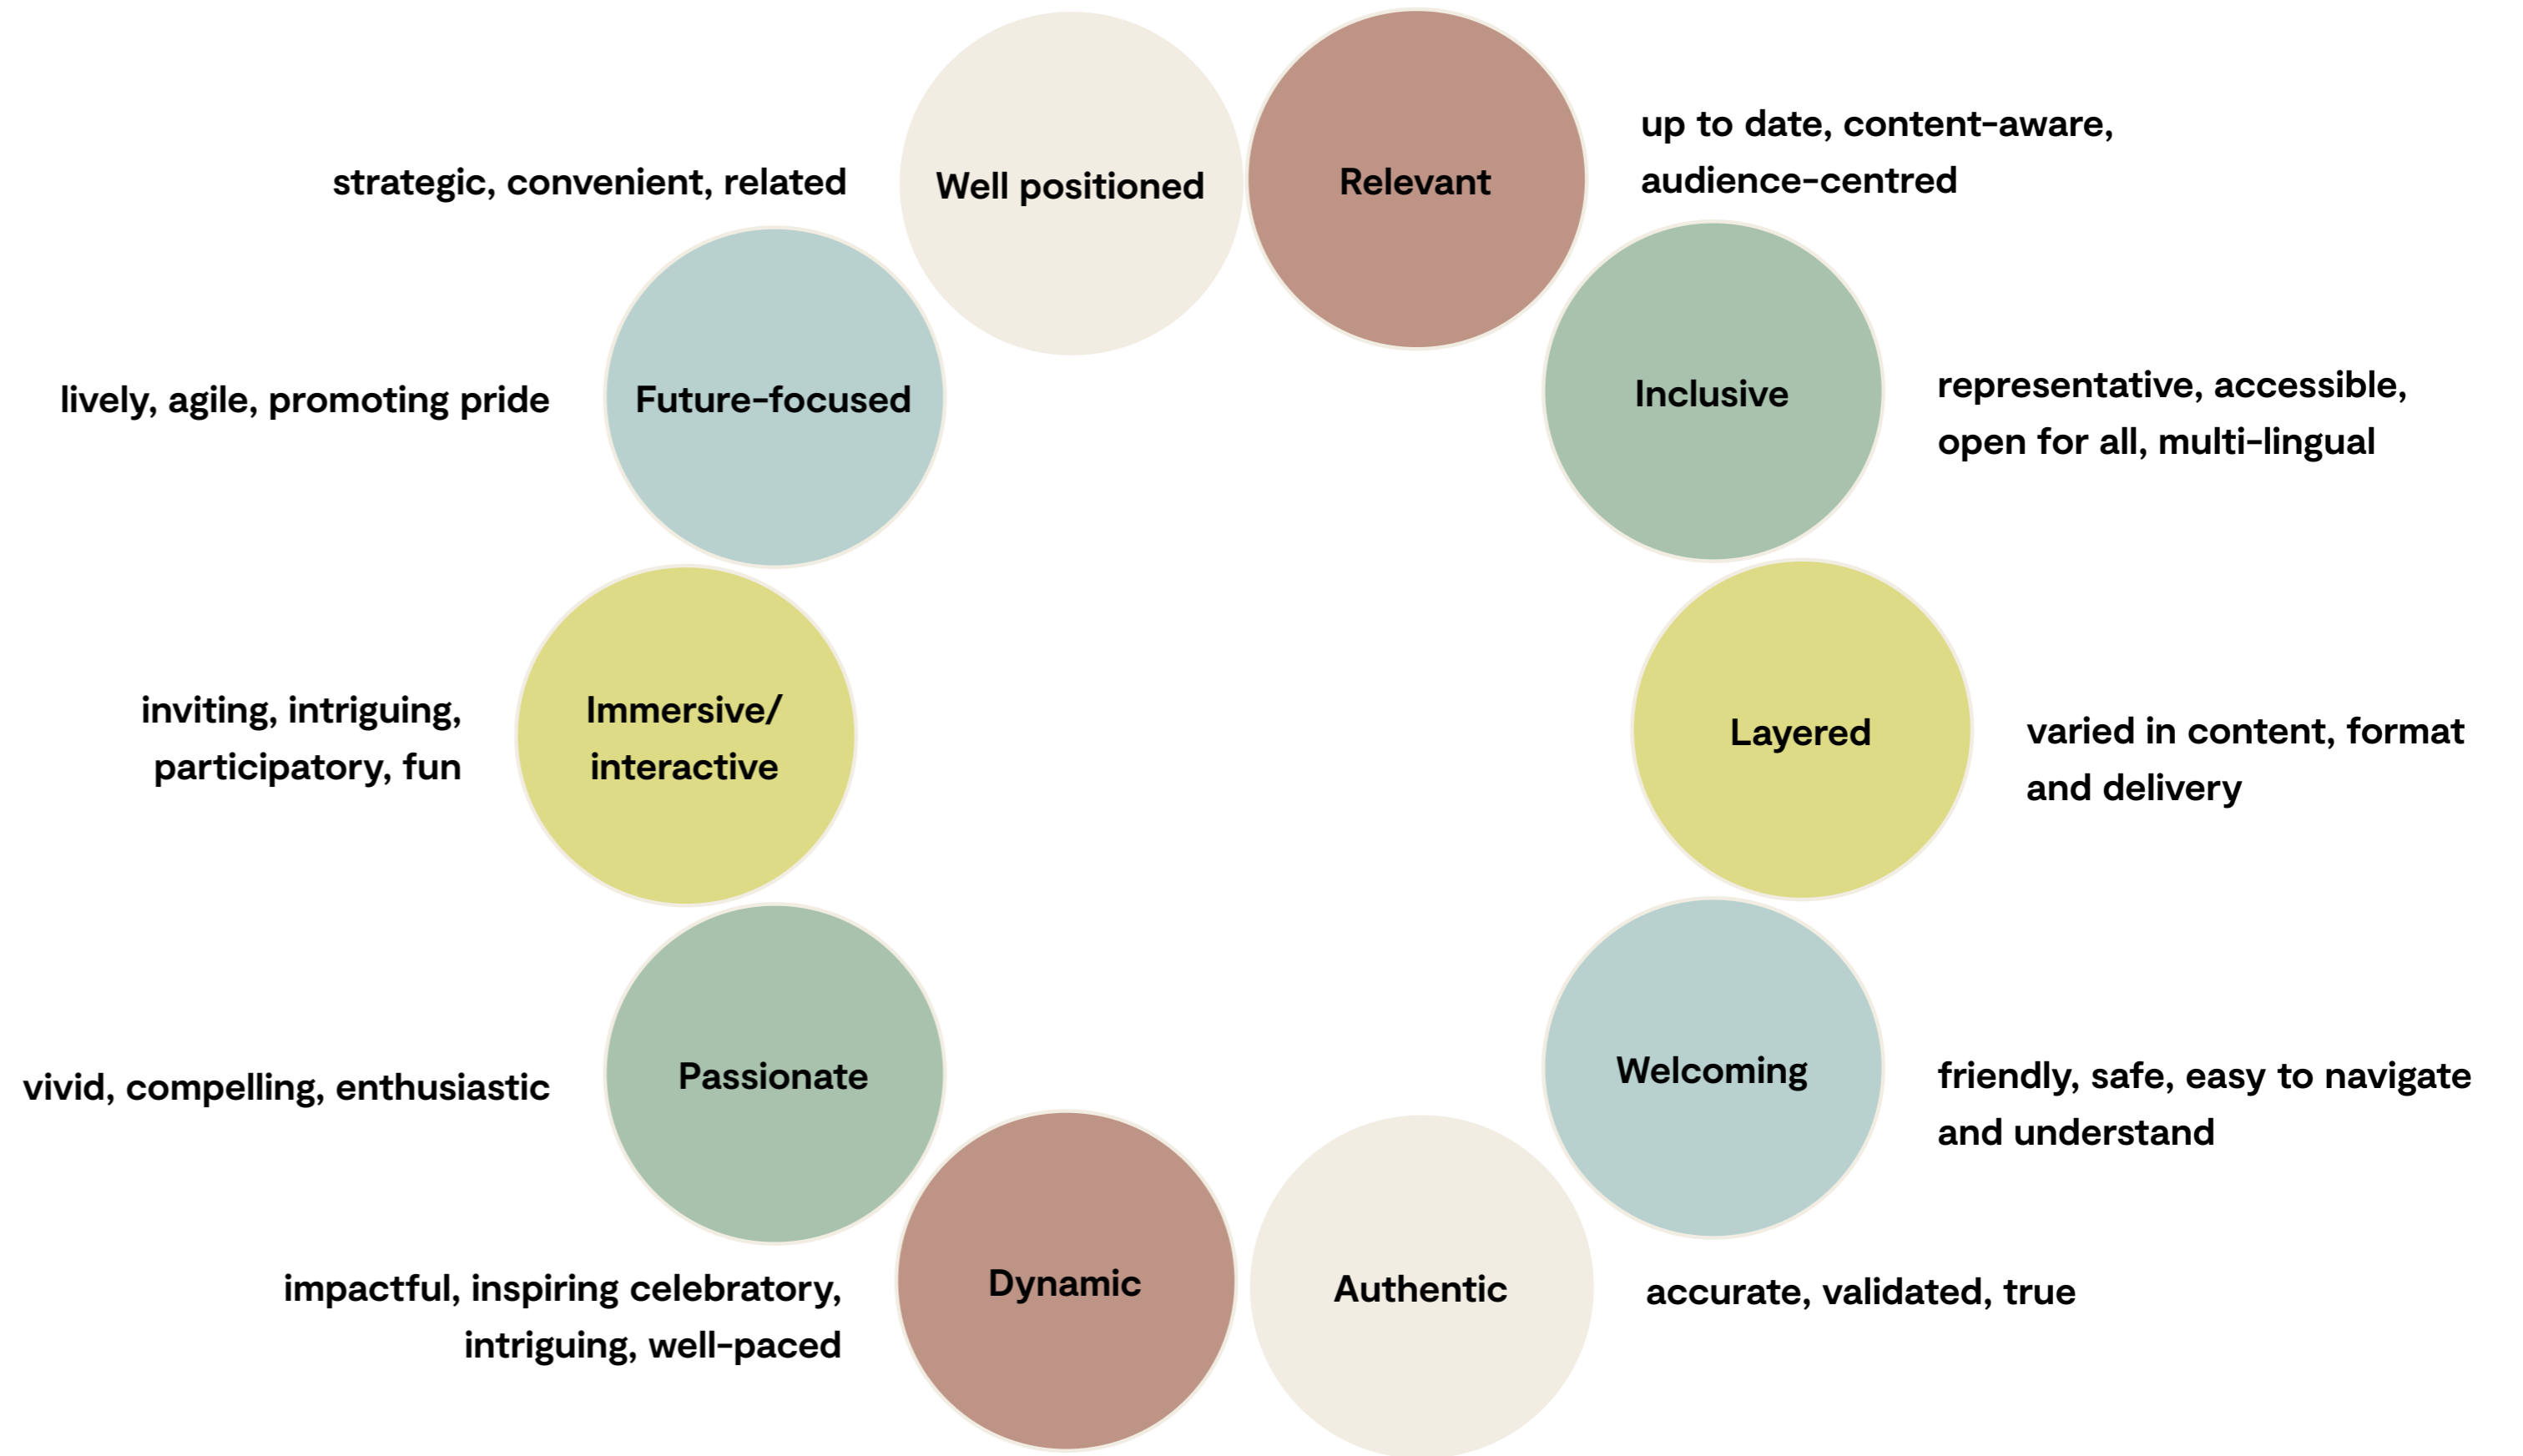 Well positioned
strategic, convenient, related
Relevant
up to date, content-aware,
audience-centred
Inclusive
representative, accessible,
open for all, multi-lingual
Layered
varied in content, format
and delivery
Welcoming
friendly, safe, easy to navigate
and understand
Authentic
accurate, validated, true
Dynamic
impactful, inspiring celebratory,
intriguing, well-paced
Passionate
vivid, compelling, enthusiastic
Immersive/
interactive
inviting, intriguing,
participatory, fun
Future-focused
lively, agile, promoting pride